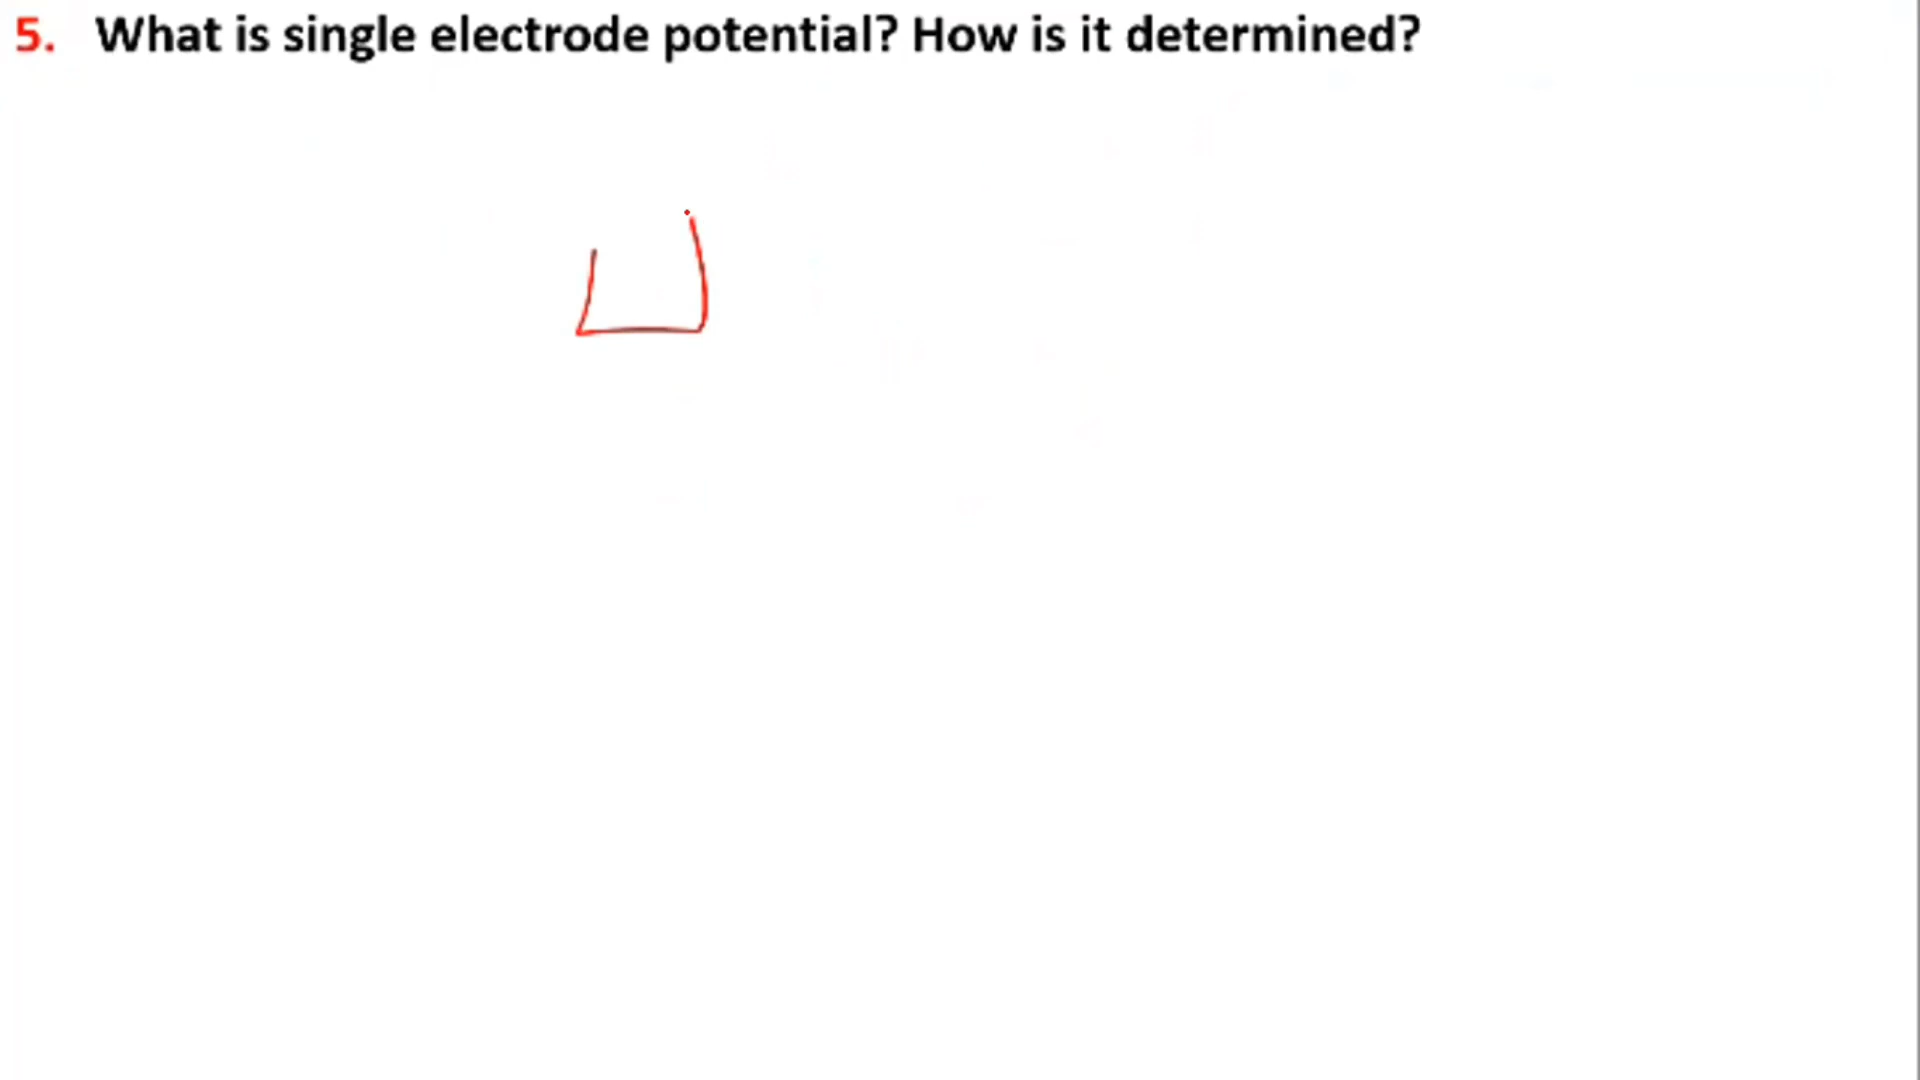 5. What is single electrode potential? How is it determined?